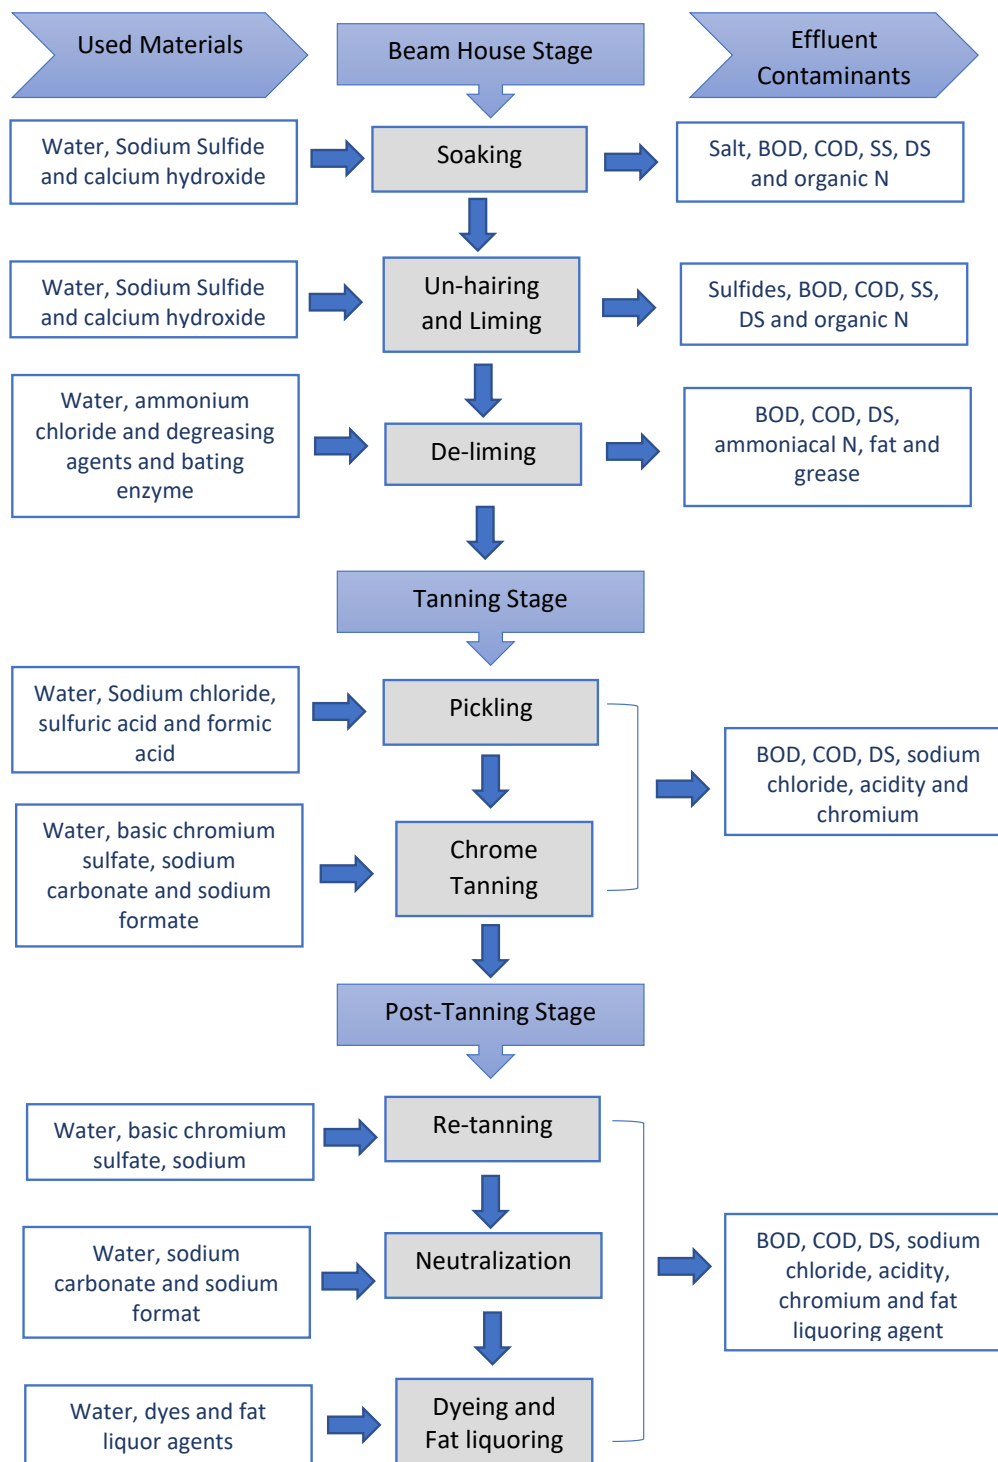 Used Materials
Beam House Stage
Effluent
Contaminants
Water, Sodium Sulfide
and calcium hydroxide
Soaking
Salt, BOD, COD, SS, DS
and organic N
Water, Sodium Sulfide
and calcium hydroxide
Un-hairing
and Liming
Sulfides, BOD, COD, SS,
DS and organic N
Water, ammonium
chloride and degreasing
agents and bating
enzyme
De-liming
BOD, COD, DS,
ammoniacal N, fat and
grease
Tanning Stage
Water, Sodium chloride,
sulfuric acid and formic
acid
Pickling
BOD, COD, DS, sodium
chloride, acidity and
chromium
Water, basic chromium
sulfate, sodium
carbonate and sodium
formate
Chrome
Tanning
Post-Tanning Stage
Water, basic chromium
sulfate, sodium
Re-tanning
Water, sodium
carbonate and sodium
format
Neutralization
BOD, COD, DS, sodium
chloride, acidity,
chromium and fat
liquoring agent
Water, dyes and fat
liquor agents
Dyeing and
Fat liquoring